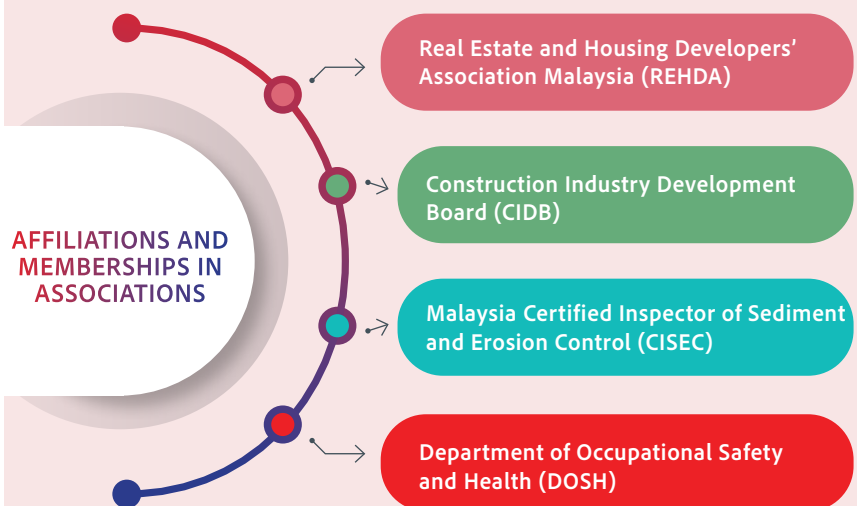 AFFILIATIONS AND
MEMBERSHIPS IN
ASSOCIATIONS
Real Estate and Housing Developers'
Association Malaysia (REHDA)
Construction Industry Development
Board (CIDB)
Malaysia Certified Inspector of Sediment
and Erosion Control (CISEC)
Department of Occupational Safety
and Health (DOSH)